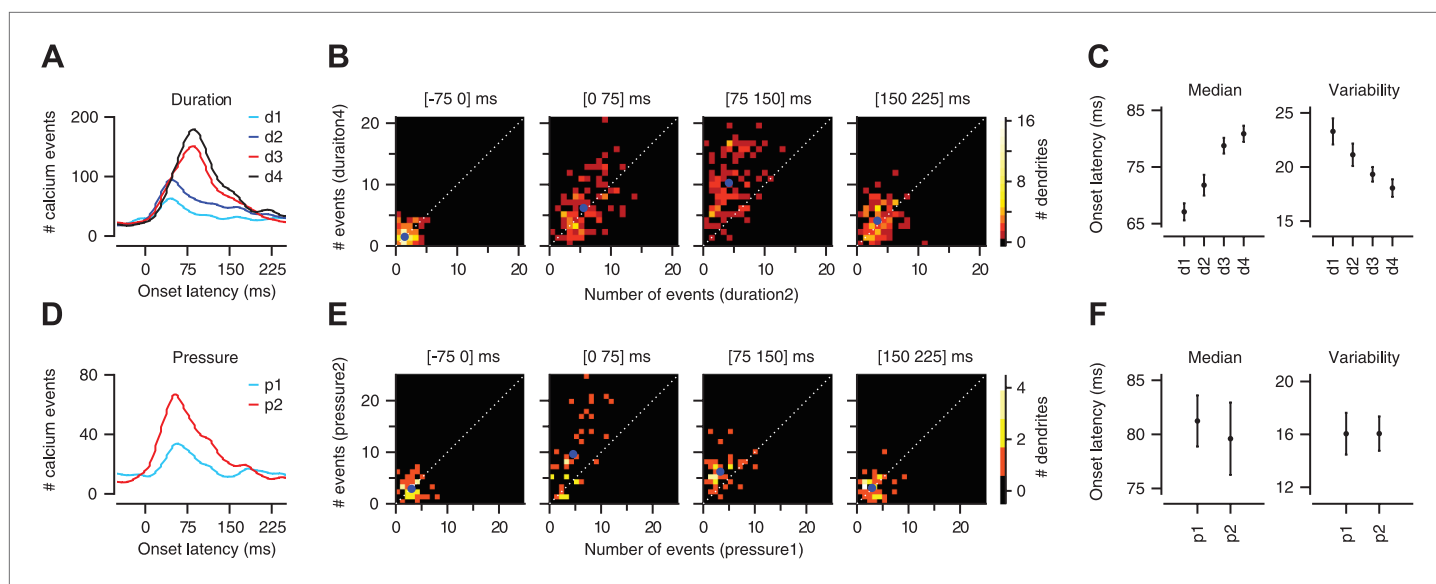 A
B
C
Duration
d1
d2
d3
d4
# calcium events
200
100
0
0 75 150 225
Onset latency (ms)
[-75 0] ms
[0 75] ms
[75 150] ms
[150 225] ms
# events (duraiton4)
20
10
0
0 10 20
0 10 20
0 10 20
0 10 20
Number of events (duration2)
16
8
4
0
# dendrites
Median
Variability
Onset latency (ms)
85
75
65
d1 d2 d3 d4
25
20
15
d1 d2 d3 d4
D
E
F
Pressure
p1
p2
# calcium events
80
40
0
0 75 150 225
Onset latency (ms)
[-75 0] ms
[0 75] ms
[75 150] ms
[150 225] ms
# events (pressure2)
20
10
0
0 10 20
0 10 20
0 10 20
0 10 20
Number of events (pressure1)
4
2
0
# dendrites
Median
Variability
Onset latency (ms)
85
80
75
p1 p2
20
16
12
p1 p2